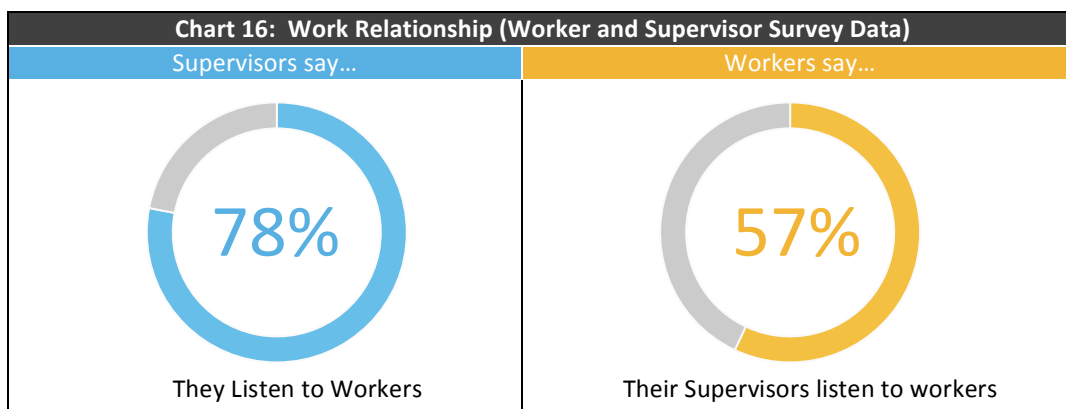 Chart 16:  Work Relationship (Worker and Supervisor Survey Data)
Supervisors say...
Workers say...
78%
57%
They Listen to Workers
Their Supervisors listen to workers